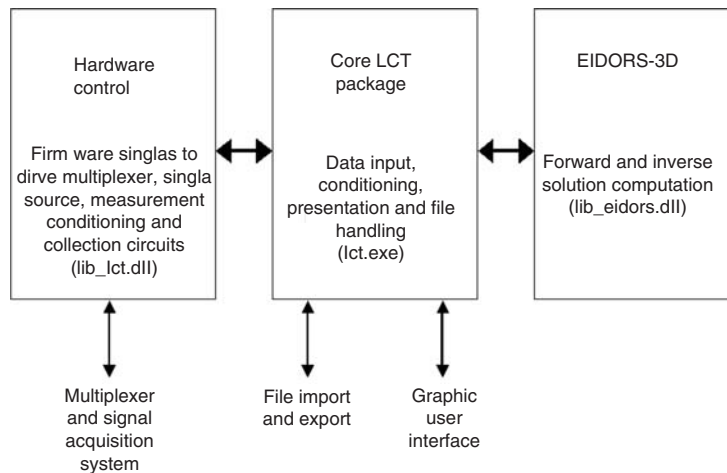 Hardware
control
Firm ware singlas to
dirve multiplexer, singla
source, measurement
conditioning and
collection circuits
(lib_lct.dll)
Core LCT
package
Data input,
conditioning,
presentation and file
handling
(lct.exe)
EIDORS-3D
Forward and inverse
solution computation
(lib_eidors.dll)
Multiplexer
and signal
acquisition
system
File import
and export
Graphic
user
interface